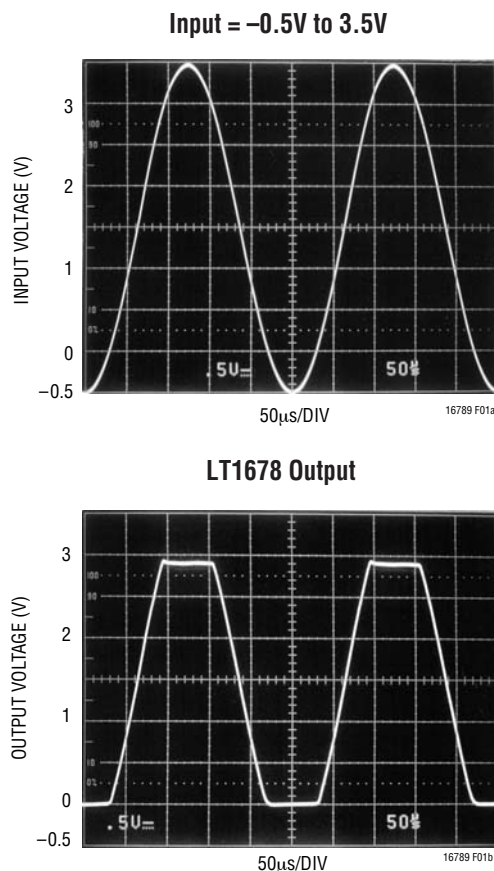 Input = –0.5V to 3.5V
INPUT VOLTAGE (V)
3
2
1
0
–0.5
100
90
10
0%
.5V
50µs
50µs/DIV
16789 F01a
LT1678 Output
OUTPUT VOLTAGE (V)
3
2
1
0
–0.5
100
90
10
0%
.5V
50µs
50µs/DIV
16789 F01b